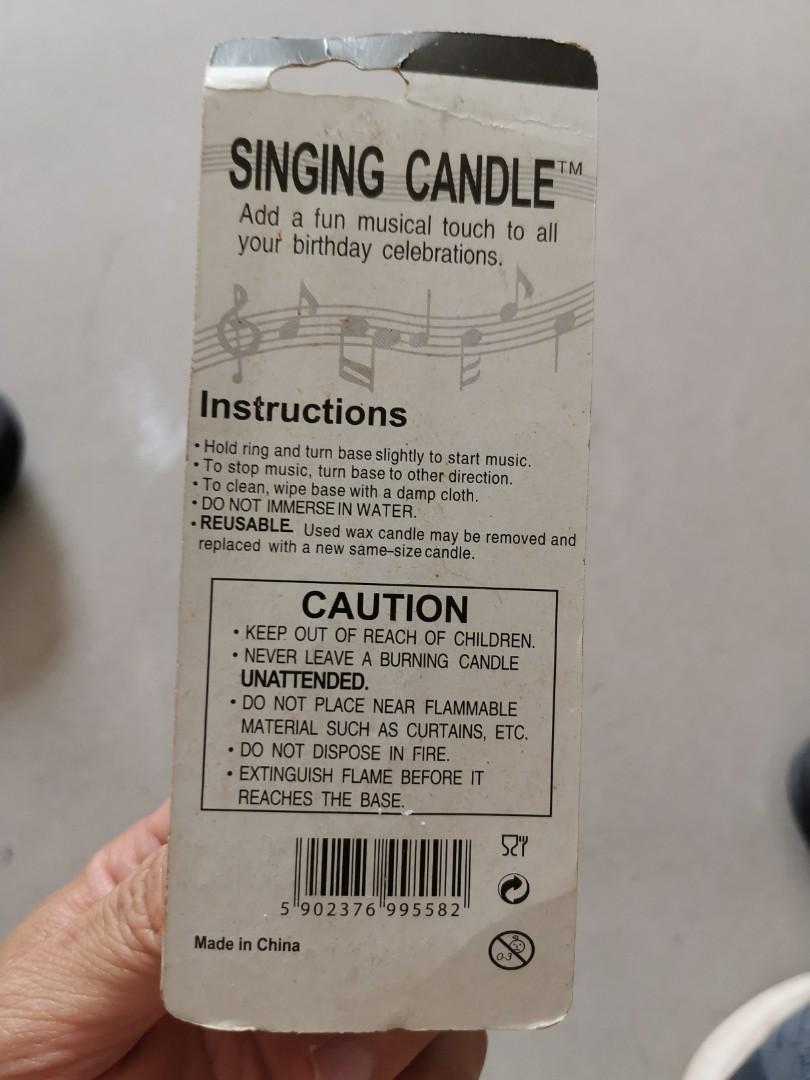 SINGING CANDLE™
Add a fun musical touch to all
your birthday celebrations.
Instructions
• Hold ring and turn base slightly to start music.
• To stop music, turn base to other direction.
• To clean, wipe base with a damp cloth.
• DO NOT IMMERSE IN WATER.
• REUSABLE. Used wax candle may be removed and
replaced with a new same-size candle.
CAUTION
• KEEP OUT OF REACH OF CHILDREN.
• NEVER LEAVE A BURNING CANDLE
UNATTENDED.
• DO NOT PLACE NEAR FLAMMABLE
MATERIAL SUCH AS CURTAINS, ETC.
• DO NOT DISPOSE IN FIRE.
• EXTINGUISH FLAME BEFORE IT
REACHES THE BASE.
5 902376 995582
Made in China
0-3